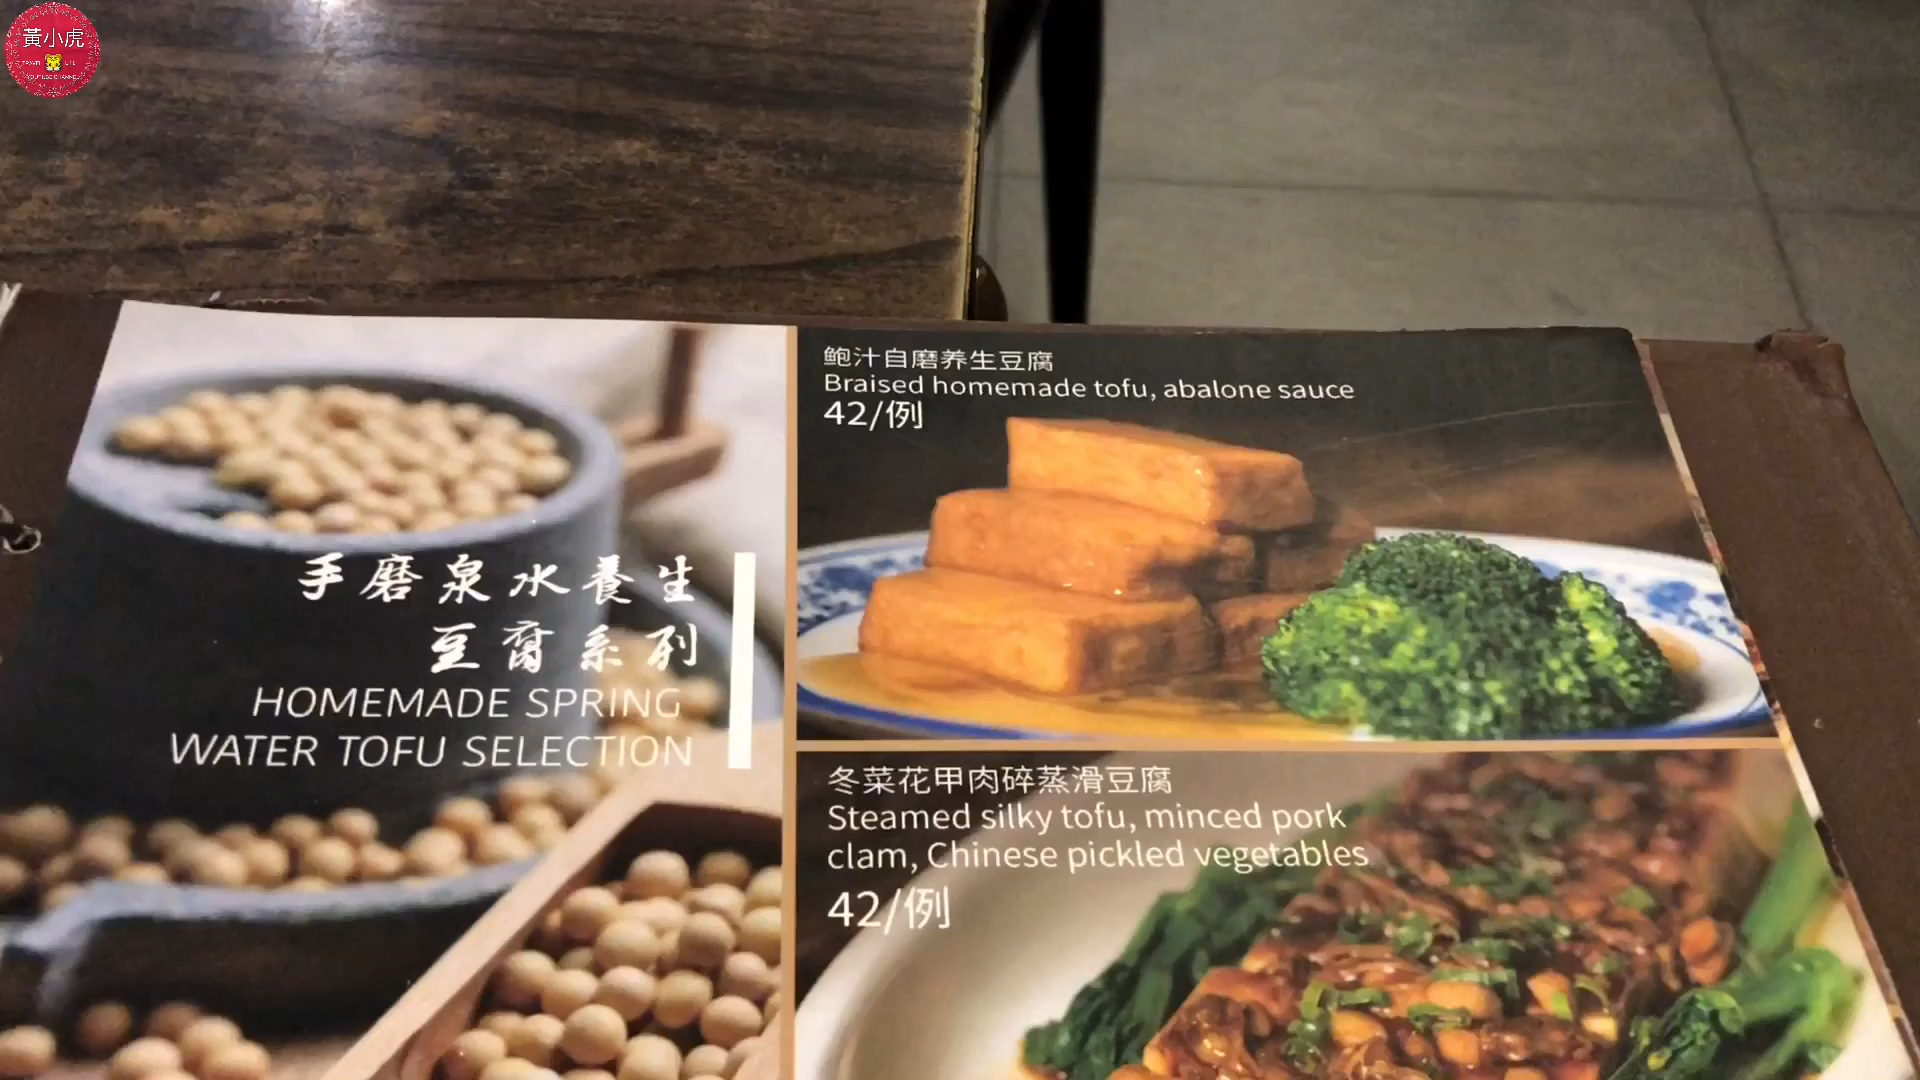 黃小虎
手磨泉水養生
豆腐系列
HOMEMADE SPRING
WATER TOFU SELECTION
鲍汁自磨养生豆腐
Braised homemade tofu, abalone sauce
42/例
冬菜花甲肉碎蒸滑豆腐
Steamed silky tofu, minced pork
clam, Chinese pickled vegetables
42/例